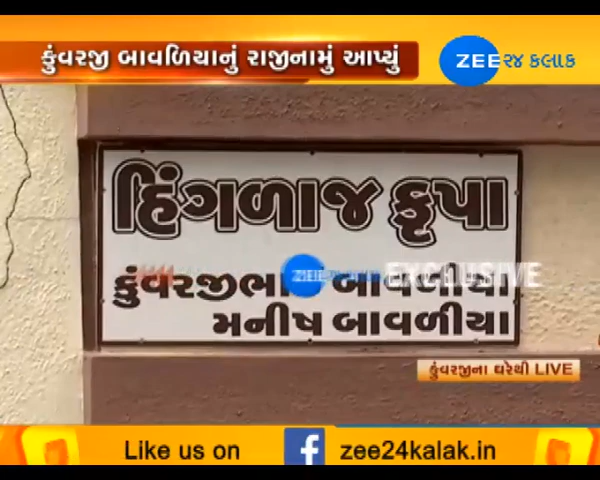 કુંવરજી બાવળિયાનું રાજીનામું આપ્યું
ZEE ૨૪ કલાક
હિંગળાજ કૃપા
કુંવરજીભાઈ બાવળીયા
EXCLUSIVE
મનીષ બાવળીયા
કુંવરજીના ઘરેથી LIVE
Like us on
zee24kalak.in